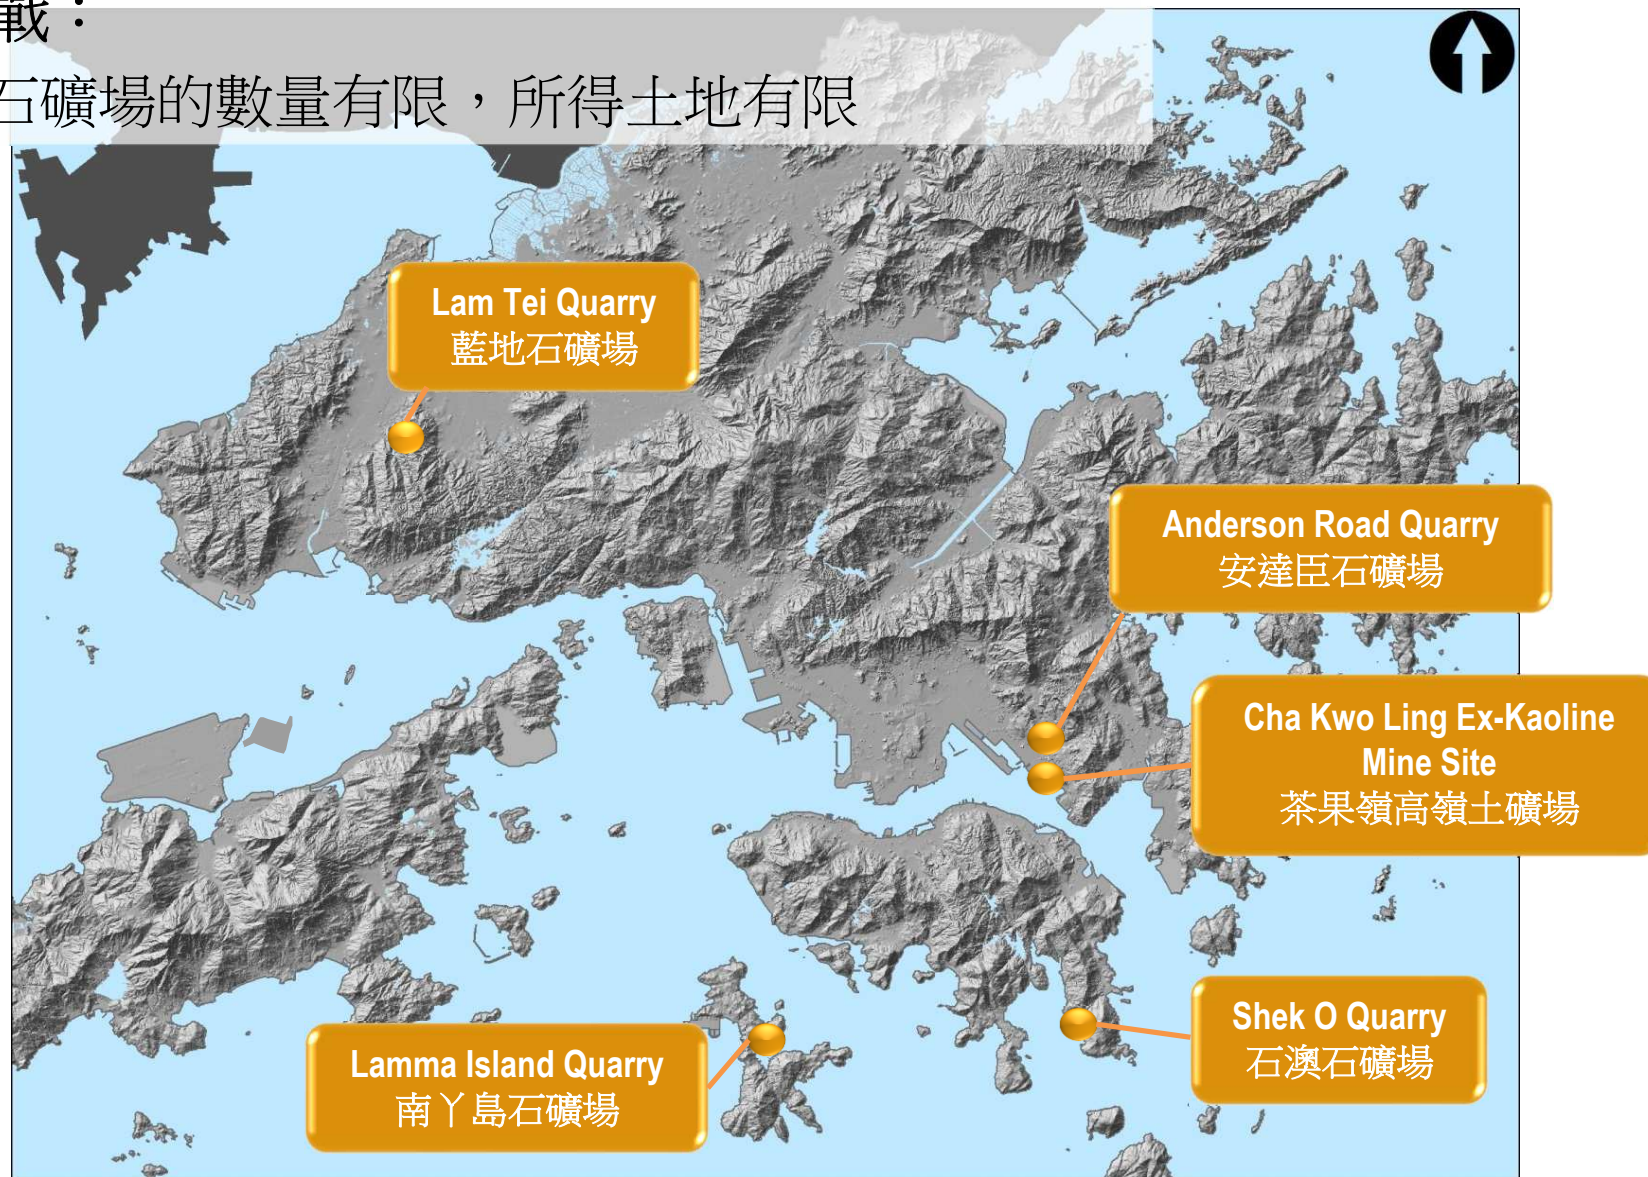 戰：
石礦場的數量有限，所得土地有限
Lam Tei Quarry
藍地石礦場
Anderson Road Quarry
安達臣石礦場
Cha Kwo Ling Ex-Kaoline
Mine Site
茶果嶺高嶺土礦場
Shek O Quarry
石澳石礦場
Lamma Island Quarry
南丫島石礦場